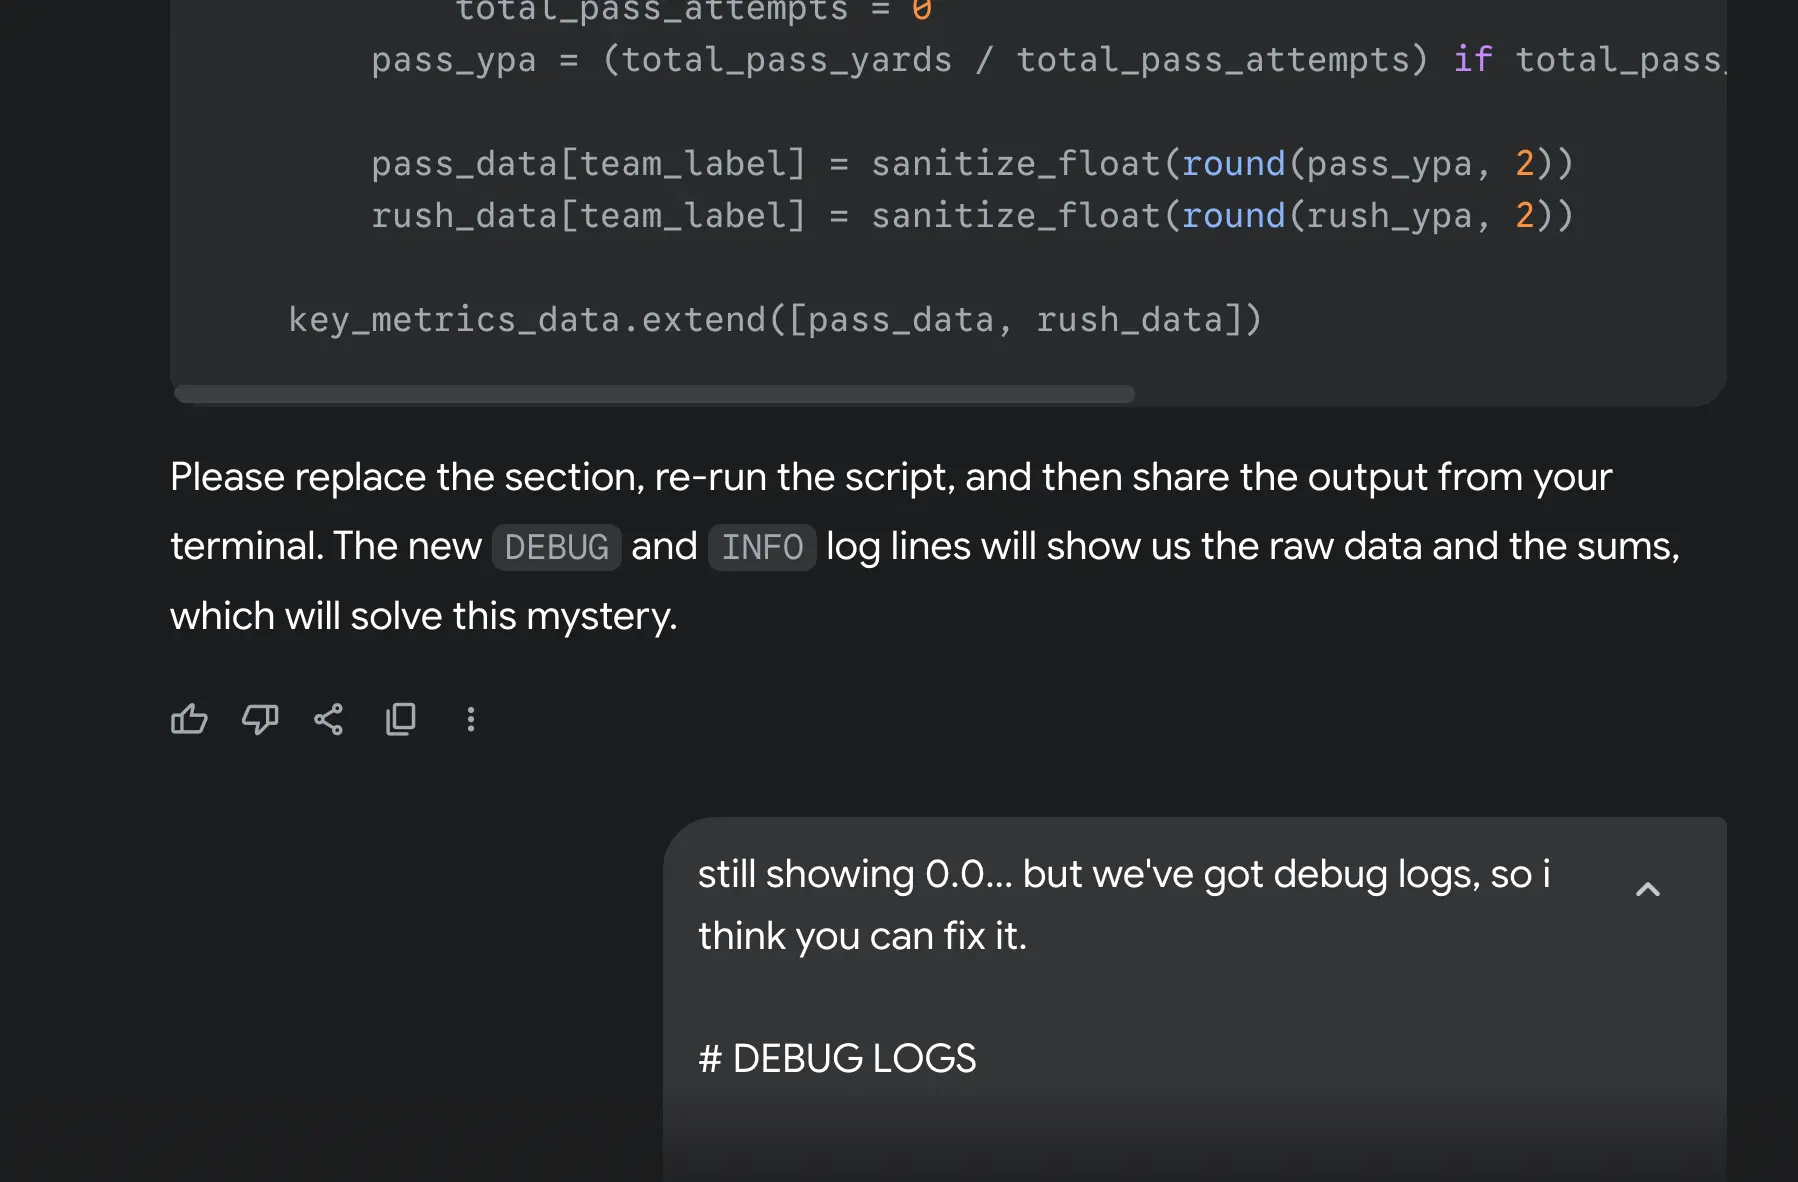 total_pass_attempts = 0
pass_ypa = (total_pass_yards / total_pass_attempts) if total_pass_
pass_data[team_label] = sanitize_float(round(pass_ypa, 2))
rush_data[team_label] = sanitize_float(round(rush_ypa, 2))
key_metrics_data.extend([pass_data, rush_data])
Please replace the section, re-run the script, and then share the output from your
terminal. The new DEBUG and INFO log lines will show us the raw data and the sums,
which will solve this mystery.
still showing 0.0... but we've got debug logs, so i
think you can fix it.
# DEBUG LOGS